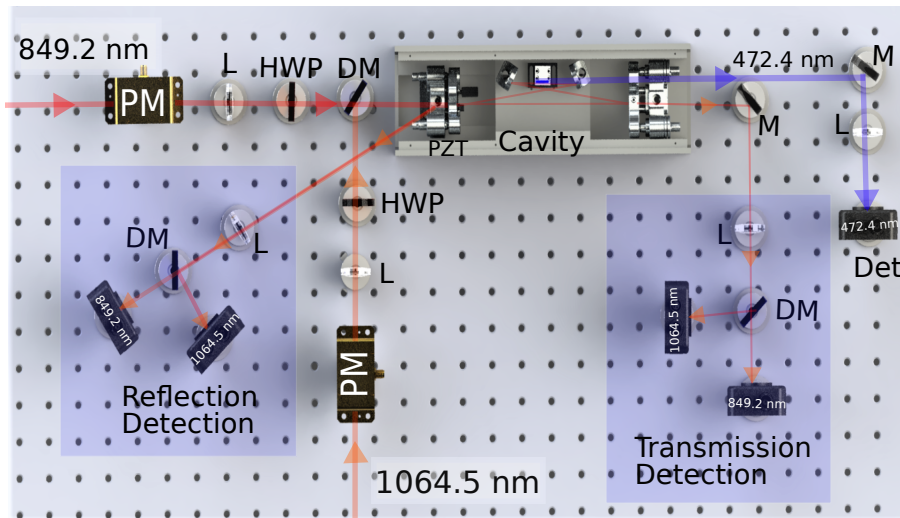 849.2 nm
PM
L
HWP
DM
PZT
Cavity
472.4 nm
M
M
L
472.4 nm
Det
HWP
L
PM
1064.5 nm
DM
L
849.2 nm
1064.5 nm
Reflection
Detection
L
DM
1064.5 nm
849.2 nm
Transmission
Detection